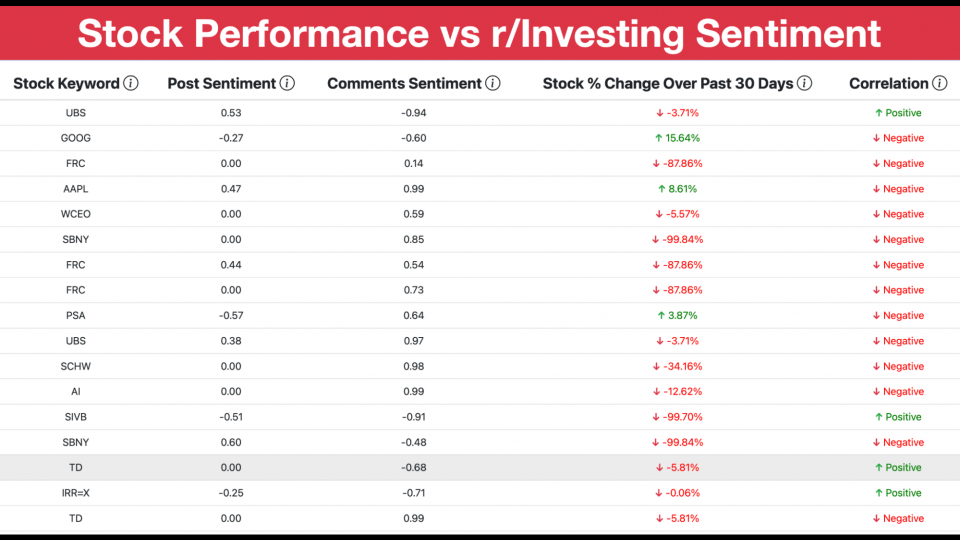 Stock Performance vs r/Investing Sentiment
Stock Keyword Post Sentiment Comments Sentiment Stock % Change Over Past 30 Days Correlation
UBS 0.53 -0.94 ↓ -3.71% ↑ Positive
GOOG -0.27 -0.60 ↑ 15.64% ↓ Negative
FRC 0.00 0.14 ↓ -87.86% ↓ Negative
AAPL 0.47 0.99 ↑ 8.61% ↓ Negative
WCEO 0.00 0.59 ↓ -5.57% ↓ Negative
SBNY 0.00 0.85 ↓ -99.84% ↓ Negative
FRC 0.44 0.54 ↓ -87.86% ↓ Negative
FRC 0.00 0.73 ↓ -87.86% ↓ Negative
PSA -0.57 0.64 ↑ 3.87% ↓ Negative
UBS 0.38 0.97 ↓ -3.71% ↓ Negative
SCHW 0.00 0.98 ↓ -34.16% ↓ Negative
AI 0.00 0.99 ↓ -12.62% ↓ Negative
SIVB -0.51 -0.91 ↓ -99.70% ↑ Positive
SBNY 0.60 -0.48 ↓ -99.84% ↓ Negative
TD 0.00 -0.68 ↓ -5.81% ↑ Positive
IRR=X -0.25 -0.71 ↓ -0.06% ↑ Positive
TD 0.00 0.99 ↓ -5.81% ↓ Negative